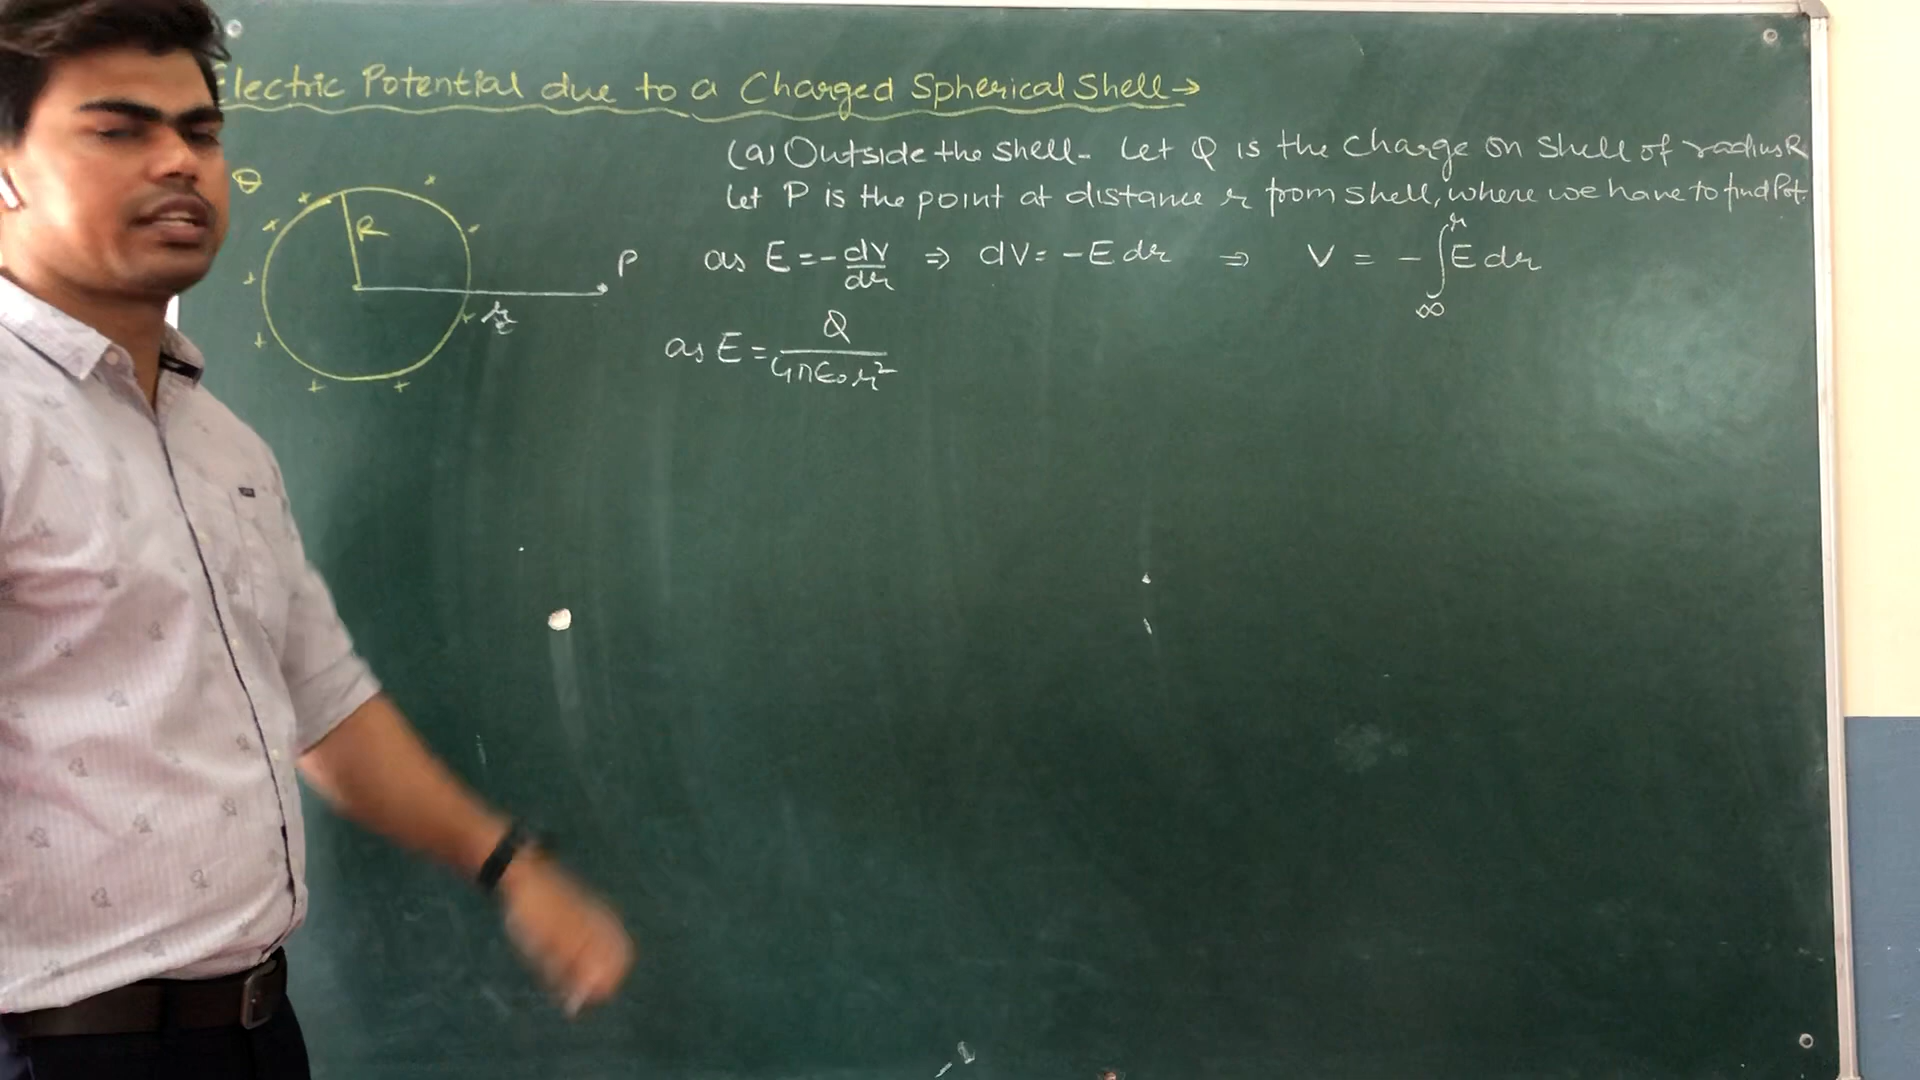 Electric Potential due to a Charged Spherical Shell→
(a) Outside the shell- Let Q is the charge on shell of radius R
Let P is the point at distance r from shell, where we have to find Pot.
Q
R
P
r
as E = -dV/dr ⇒ dV = -E dr ⇒ V = -∫_∞^r E dr
as E = Q/4πϵ₀r²